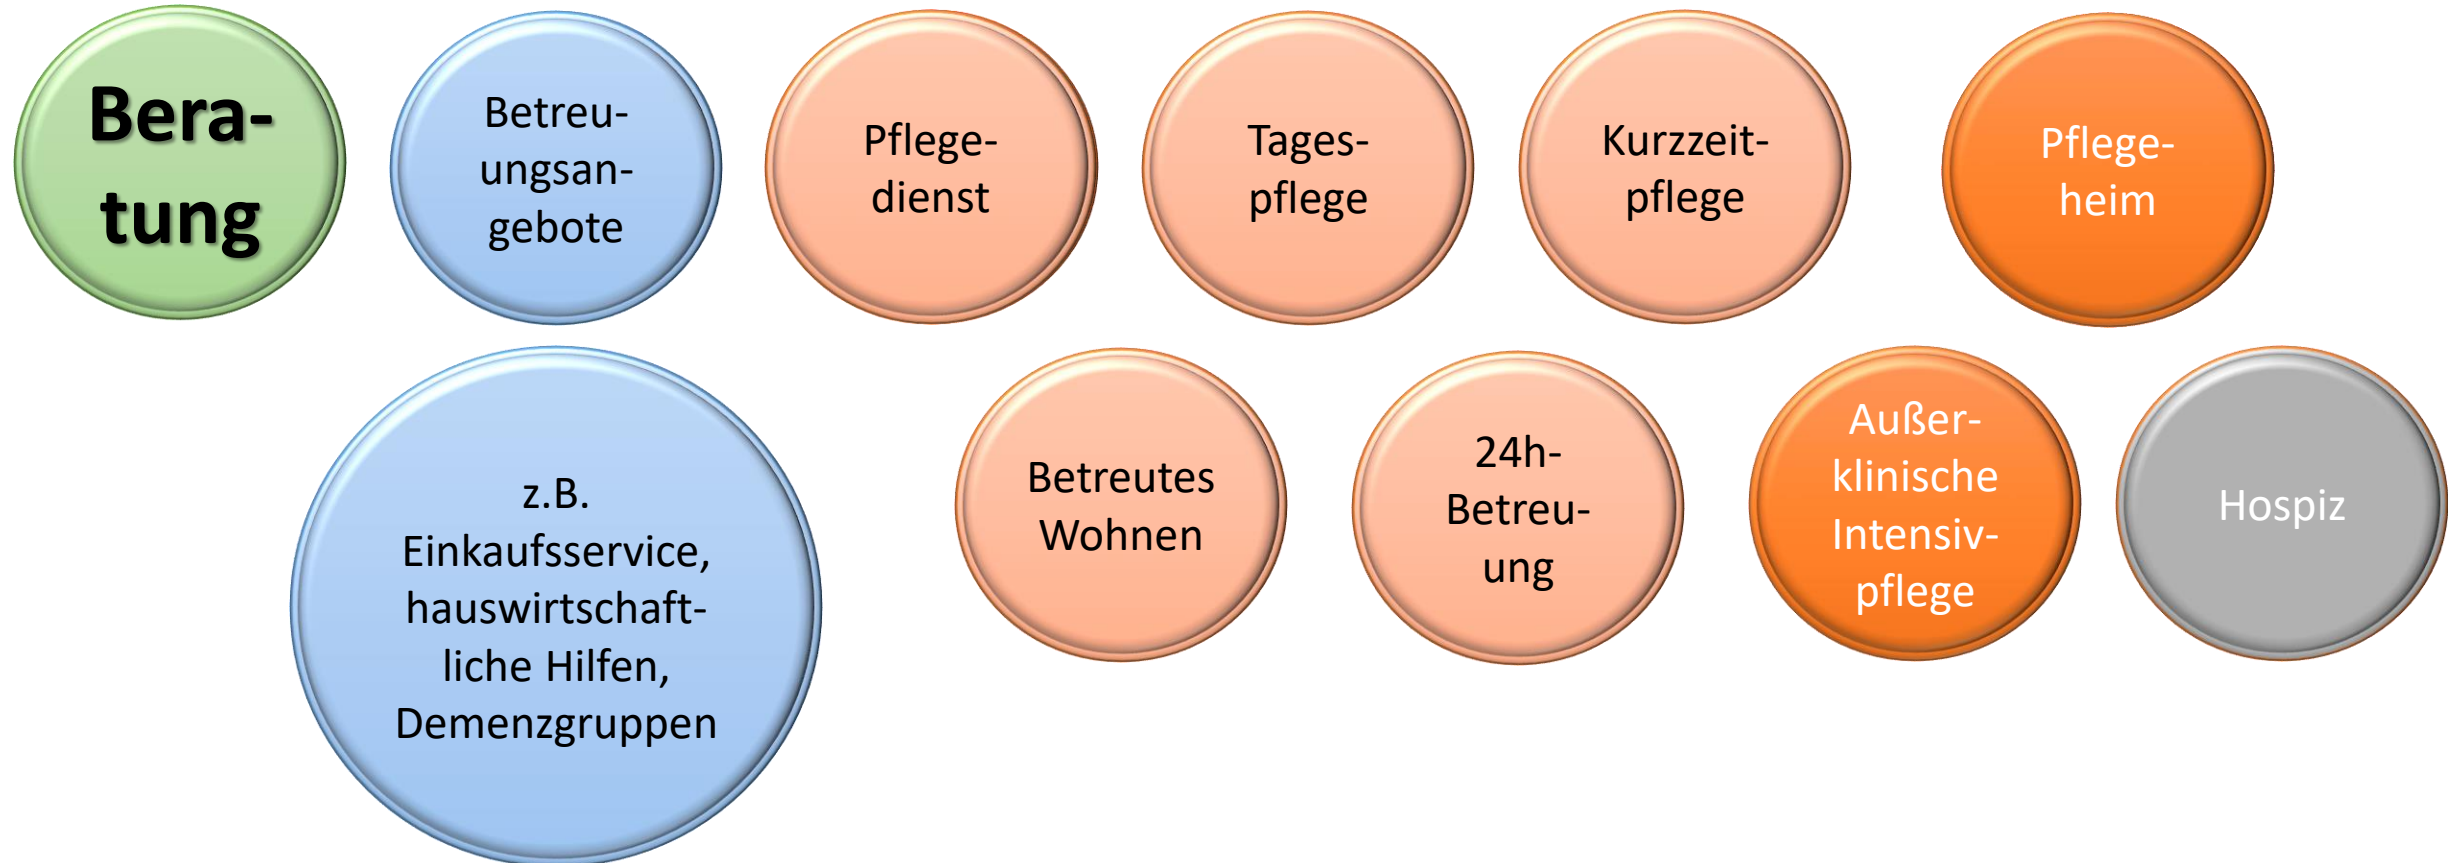 Bera-
tung
Betreu-
ungsan-
gebote
Pflege-
dienst
Tages-
pflege
Kurzzeit-
pflege
Pflege-
heim
z.B.
Einkaufsservice,
hauswirtschaft-
liche Hilfen,
Demenzgruppen
Betreutes
Wohnen
24h-
Betreu-
ung
Außer-
klinische
Intensiv-
pflege
Hospiz